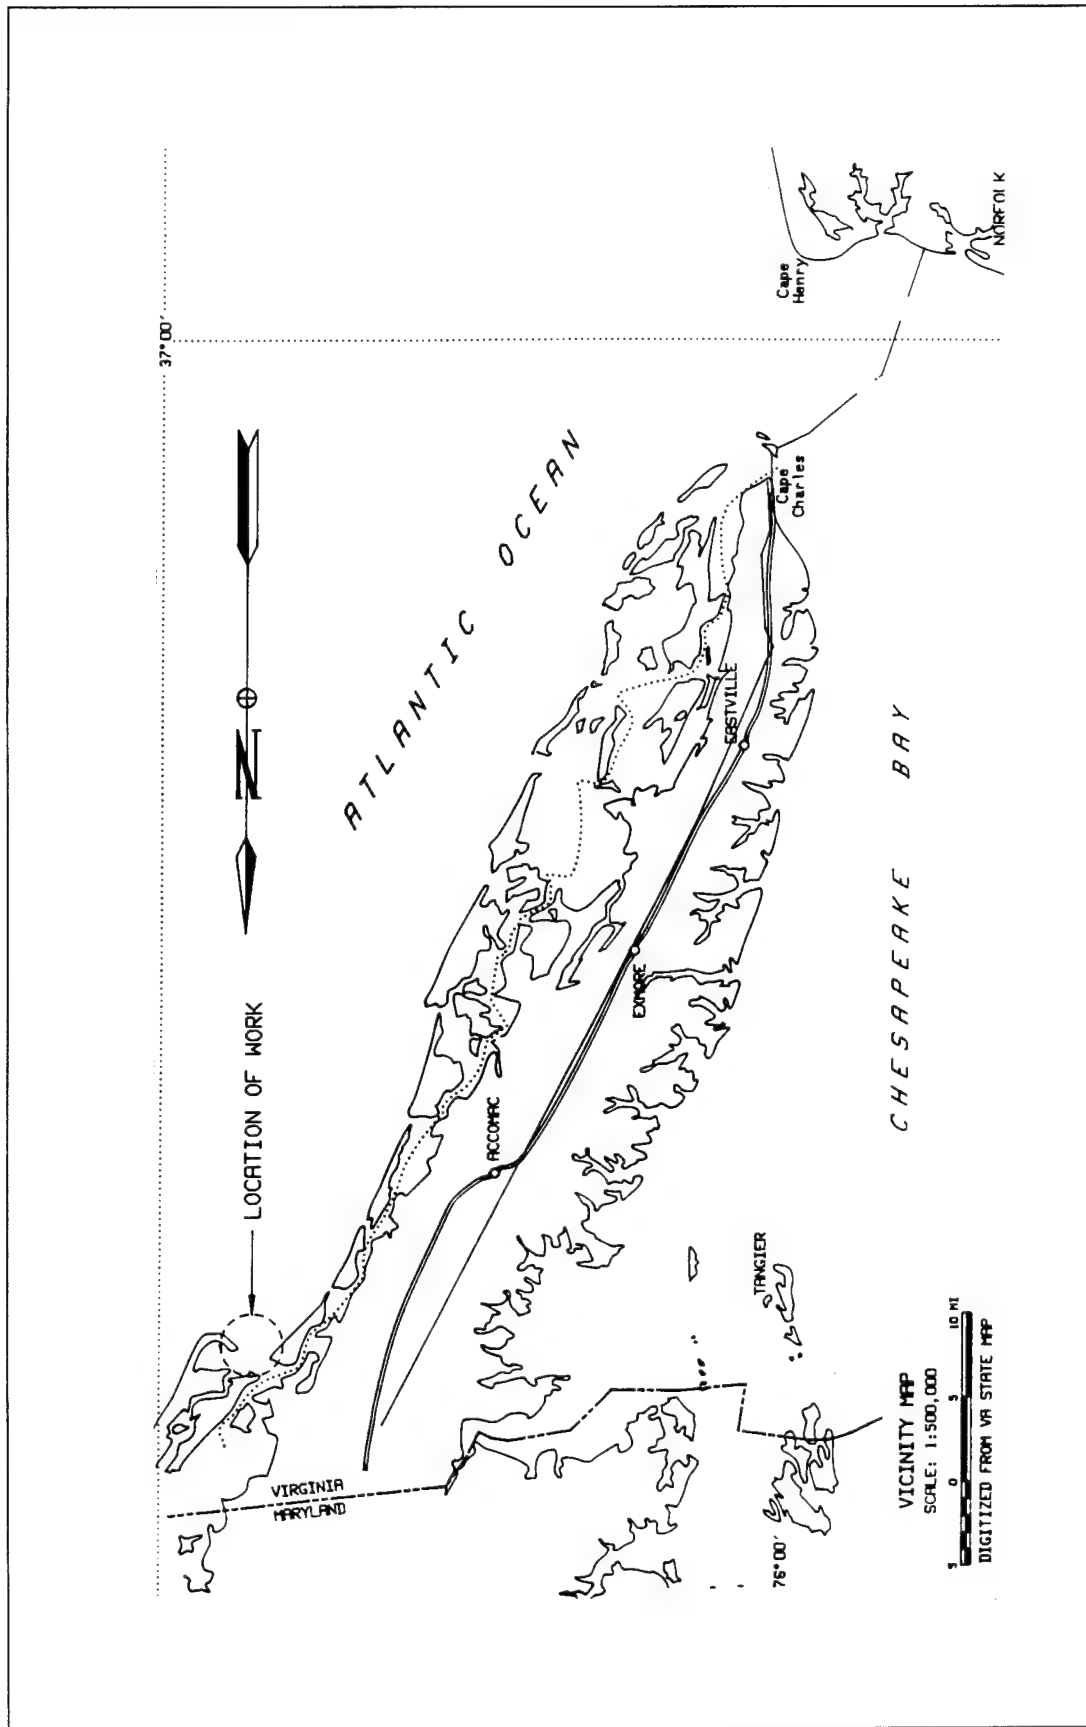 37°00'
N
ATLANTIC OCEAN
LOCATION OF WORK
Cape
Henry
NORFOLK
Cape
Charles
EASTVILLE
EXMORE
ACCOMAC
CHESAPEAKE BAY
TANGIER
VIRGINIA
MARYLAND
76°00'
VICINITY MAP
SCALE: 1:500,000
5 0 5 10 MI
DIGITIZED FROM VA STATE MAP